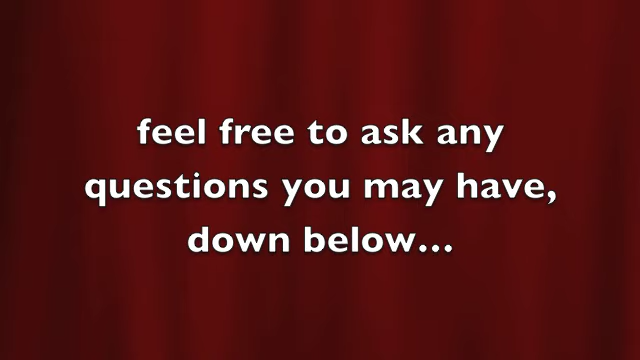 feel free to ask any
questions you may have,
down below...